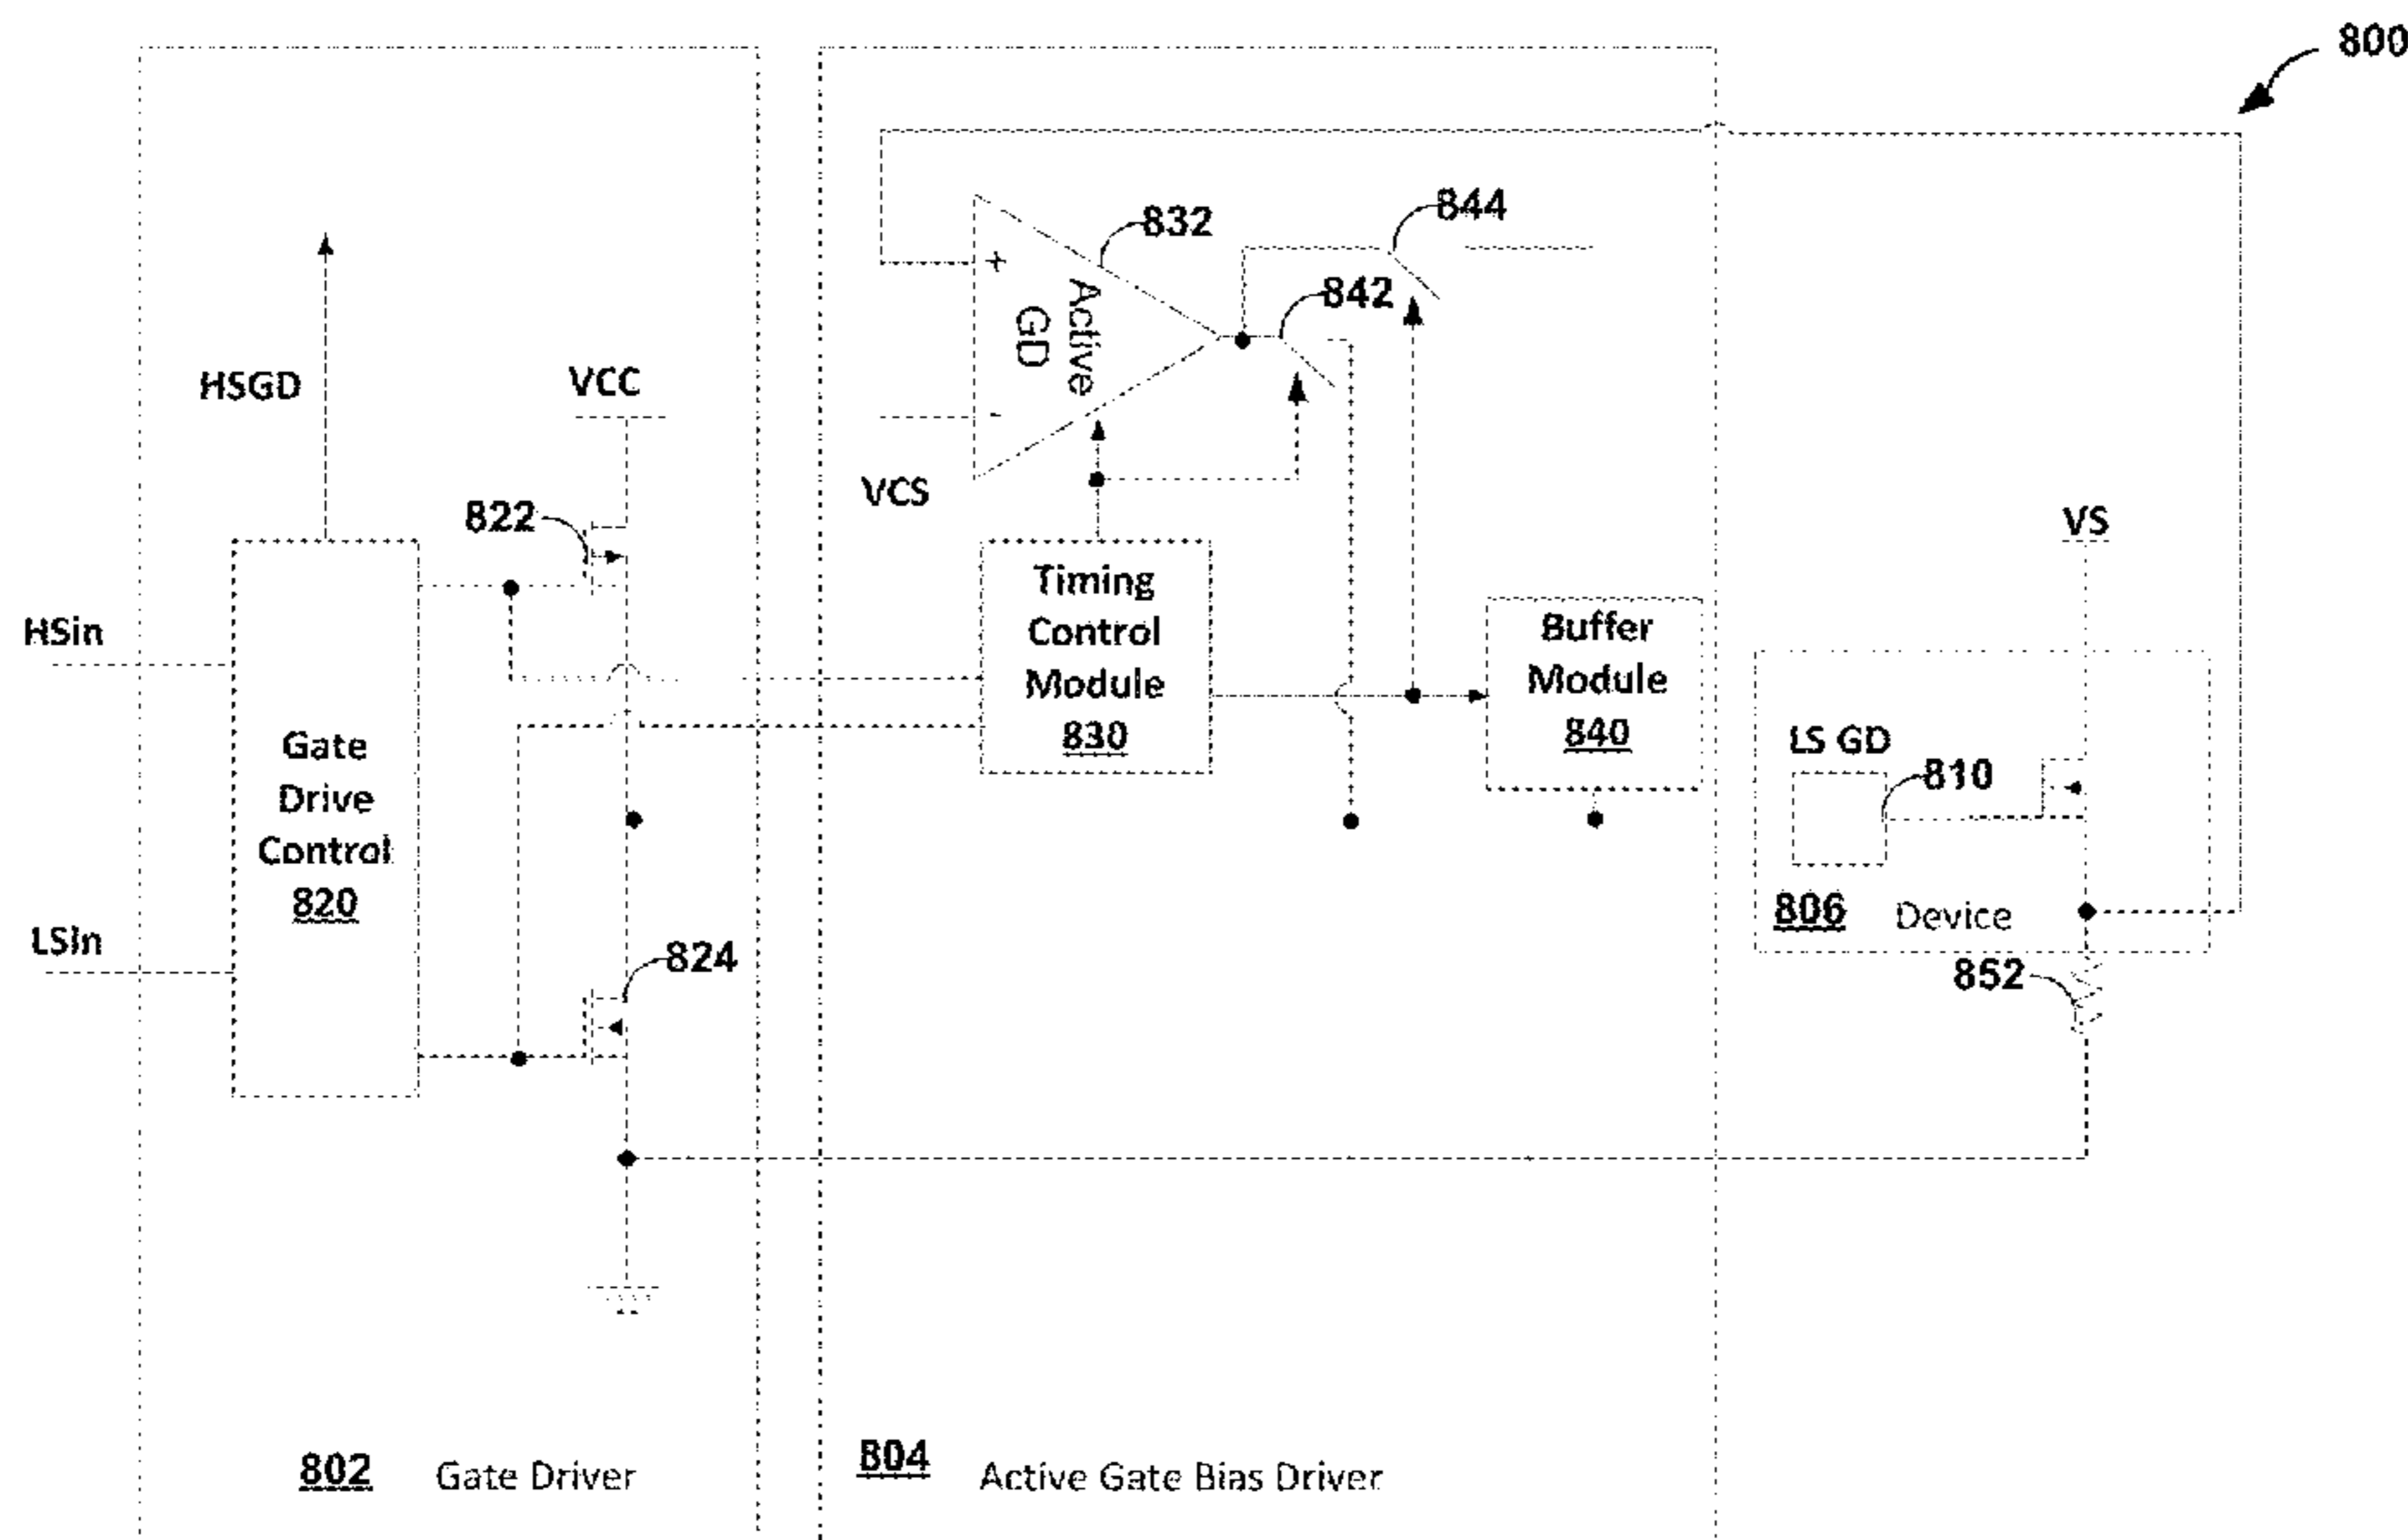 800
844
832
842
+
Active
GD
-
HSGD
VCC
VCS
822
VS
Timing
Control
Module
830
Buffer
Module
840
HSin
Gate
Drive
Control
820
LS GD
810
LSin
806 Device
824
852
802 Gate Driver
804 Active Gate Bias Driver